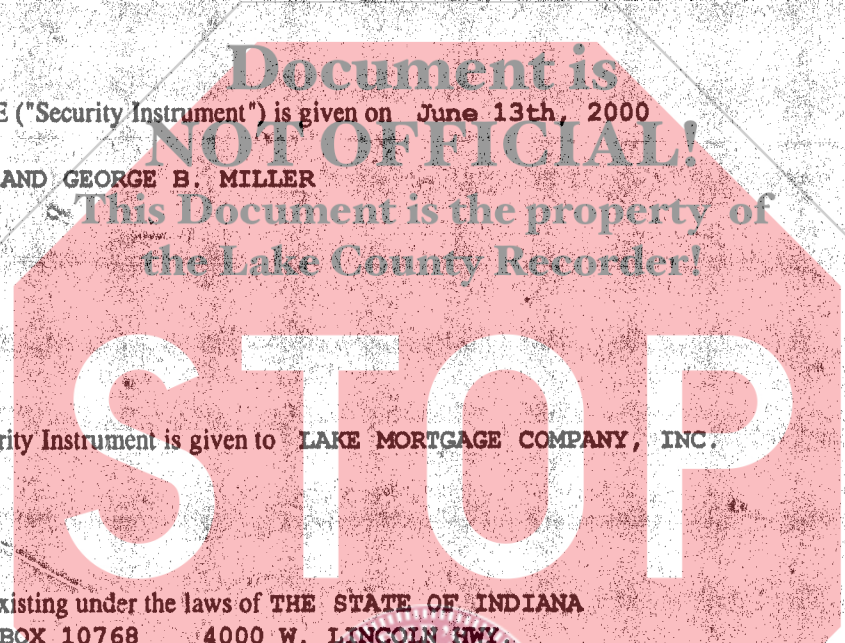 Document is
E ("Security Instrument") is given on June 13th, 2000
NOT OFFICIAL!
AND GEORGE B. MILLER
This Document is the property of
the Lake County Recorder!
STOP
rity Instrument is given to LAKE MORTGAGE COMPANY, INC.
xisting under the laws of THE STATE OF INDIANA
BOX 10768 4000 W. LINCOLN HWY.